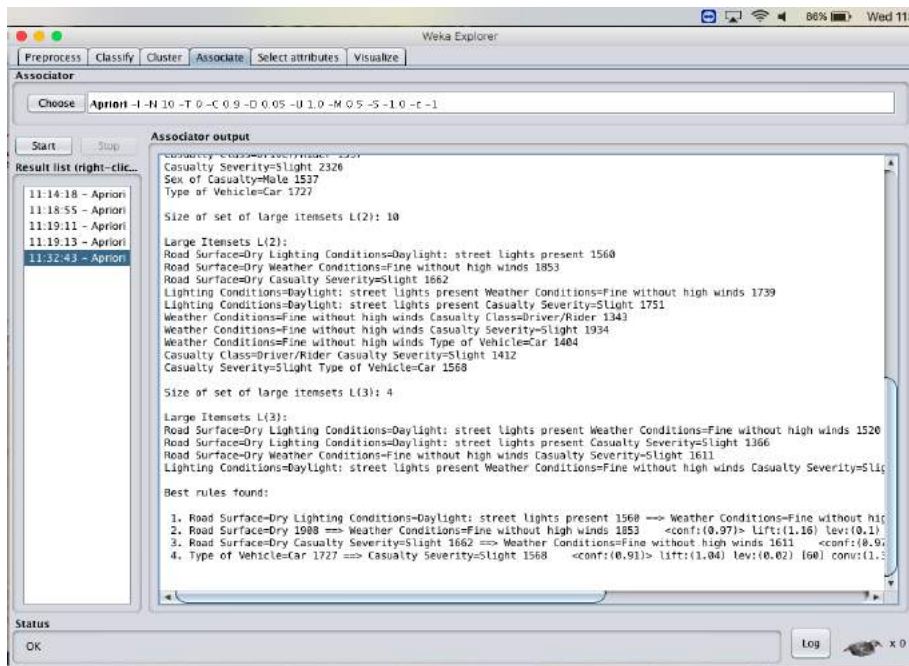 86% Wed 11:
Weka Explorer
Preprocess Classify Cluster Associate Select attributes Visualize
Associator
Choose Apriori -I -N 10 -T 0 -C 0.9 -D 0.05 -U 1.0 -M 0.5 -S -1.0 -c -1
Start Stop
Result list (right-clic...
11:14:18 - Apriori
11:18:55 - Apriori
11:19:11 - Apriori
11:19:13 - Apriori
11:32:43 - Apriori
Associator output
Casualty Class=Driver/Rider
Casualty Severity=Slight 2326
Sex of Casualty=Male 1537
Type of Vehicle=Car 1727
Size of set of large itemsets L(2): 10
Large Itemsets L(2):
Road Surface=Dry Lighting Conditions=Daylight: street lights present 1560
Road Surface=Dry Weather Conditions=Fine without high winds 1853
Road Surface=Dry Casualty Severity=Slight 1662
Lighting Conditions=Daylight: street lights present Weather Conditions=Fine without high winds 1739
Lighting Conditions=Daylight: street lights present Casualty Severity=Slight 1751
Weather Conditions=Fine without high winds Casualty Class=Driver/Rider 1343
Weather Conditions=Fine without high winds Casualty Severity=Slight 1934
Weather Conditions=Fine without high winds Type of Vehicle=Car 1404
Casualty Class=Driver/Rider Casualty Severity=Slight 1412
Casualty Severity=Slight Type of Vehicle=Car 1568
Size of set of large itemsets L(3): 4
Large Itemsets L(3):
Road Surface=Dry Lighting Conditions=Daylight: street lights present Weather Conditions=Fine without high winds 1520
Road Surface=Dry Lighting Conditions=Daylight: street lights present Casualty Severity=Slight 1366
Road Surface=Dry Weather Conditions=Fine without high winds Casualty Severity=Slight 1611
Lighting Conditions=Daylight: street lights present Weather Conditions=Fine without high winds Casualty Severity=Slig
Best rules found:
1. Road Surface=Dry Lighting Conditions=Daylight: street lights present 1560 ==> Weather Conditions=Fine without hig
2. Road Surface=Dry 1908 ==> Weather Conditions=Fine without high winds 1853 <conf:(0.97)> lift:(1.16) lev:(0.1)
3. Road Surface=Dry Casualty Severity=Slight 1662 ==> Weather Conditions=Fine without high winds 1611 <conf:(0.97
4. Type of Vehicle=Car 1727 ==> Casualty Severity=Slight 1568 <conf:(0.91)> lift:(1.04) lev:(0.02) [60] conv:(1.3
Status
OK
Log
x 0